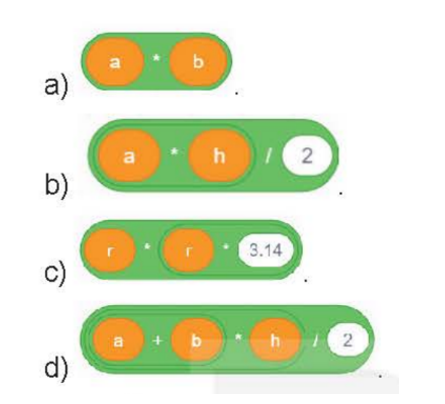 a) a * b .
b) a * h / 2 .
c) r * r * 3.14 .
d) a + b * h / 2 .